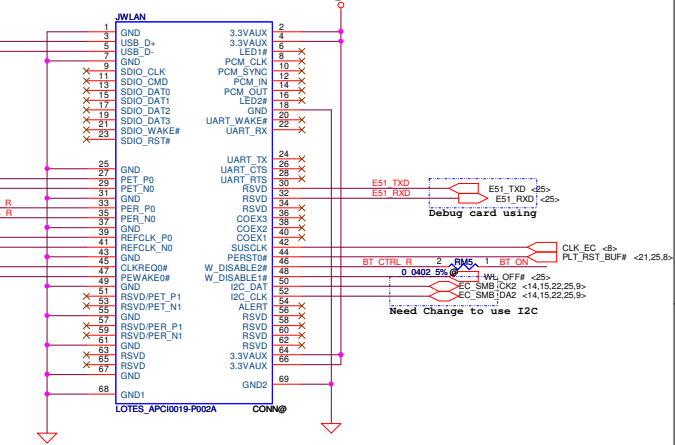 JWLAN
1 GND 3.3VAUX 2
3 USB_D+ 3.3VAUX 4
5 USB_D- LED1# 6
7 GND PCM_CLK 8
9 SDIO_CLK PCM_SYNC 10
11 SDIO_CMD PCM_IN 12
13 SDIO_DAT0 PCM_OUT 14
15 SDIO_DAT1 LED2# 16
17 SDIO_DAT2 GND 18
19 SDIO_DAT3 UART_WAKE# 20
21 SDIO_WAKE# UART_RX 22
23 SDIO_RST#
UART_TX 24
25 GND UART_CTS 26
27 PET_P0 UART_RTS 28
29 PET_N0 RSVD 30 E51_TXD E51_TXD <25>
31 GND RSVD 32 E51_RXD E51_RXD <25>
R 33 PER_P0 RSVD 34
R 35 PER_N0 COEX3 36
Debug card using
37 GND COEX2 38
39 REFCLK_P0 COEX1 40
41 REFCLK_N0 SUSCLK 42 CLK_EC <8>
43 GND PERST0# 44 PLT_RST_BUF# <21,25,8>
45 CLKREQ0# W_DISABLE2# 46 BT_CTRL_R 2 RM5 1 BT_ON
47 PEWAKE0# W_DISABLE1# 48 0_0402_5% @ WL_OFF# <25>
49 GND I2C_DAT 50 EC_SMB_CK2 <14,15,22,25,9>
51 RSVD/PET_P1 I2C_CLK 52 EC_SMB_DA2 <14,15,22,25,9>
53 RSVD/PET_N1 ALERT 54
Need Change to use I2C
55 GND RSVD 56
57 RSVD/PER_P1 RSVD 58
59 RSVD/PER_N1 RSVD 60
61 GND RSVD 62
63 RSVD 3.3VAUX 64
65 RSVD 3.3VAUX 66
67 GND
GND2 69
68 GND1
LOTES_APCI0019-P002A CONN@